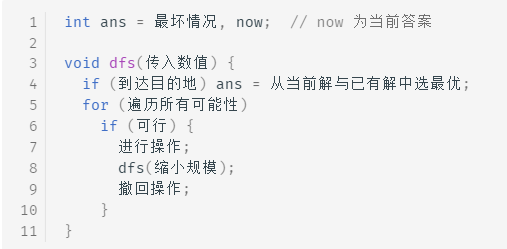 1 int ans = 最坏情况, now;  // now 为当前答案
2
3 void dfs(传入数值) {
4   if (到达目的地) ans = 从当前解与已有解中选最优;
5   for (遍历所有可能性)
6     if (可行) {
7       进行操作;
8       dfs(缩小规模);
9       撤回操作;
10     }
11 }